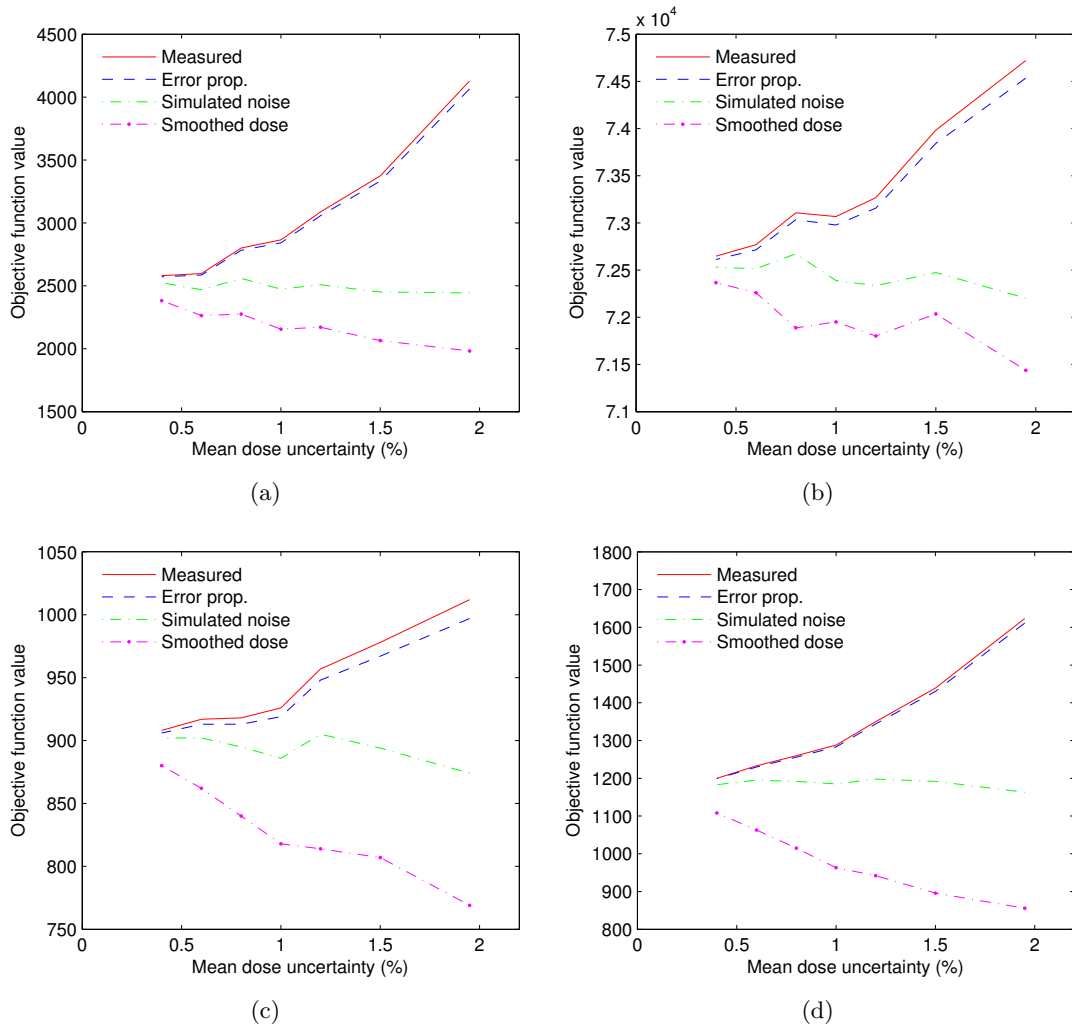 4500
4000
3500
3000
2500
2000
1500
0
0.5
1
1.5
2
Objective function value
Mean dose uncertainty (%)
Measured
Error prop.
Simulated noise
Smoothed dose
(a)
x 10⁴
7.5
7.45
7.4
7.35
7.3
7.25
7.2
7.15
7.1
0
0.5
1
1.5
2
Objective function value
Mean dose uncertainty (%)
Measured
Error prop.
Simulated noise
Smoothed dose
(b)
1050
1000
950
900
850
800
750
0
0.5
1
1.5
2
Objective function value
Mean dose uncertainty (%)
Measured
Error prop.
Simulated noise
Smoothed dose
(c)
1800
1700
1600
1500
1400
1300
1200
1100
1000
900
800
0
0.5
1
1.5
2
Objective function value
Mean dose uncertainty (%)
Measured
Error prop.
Simulated noise
Smoothed dose
(d)